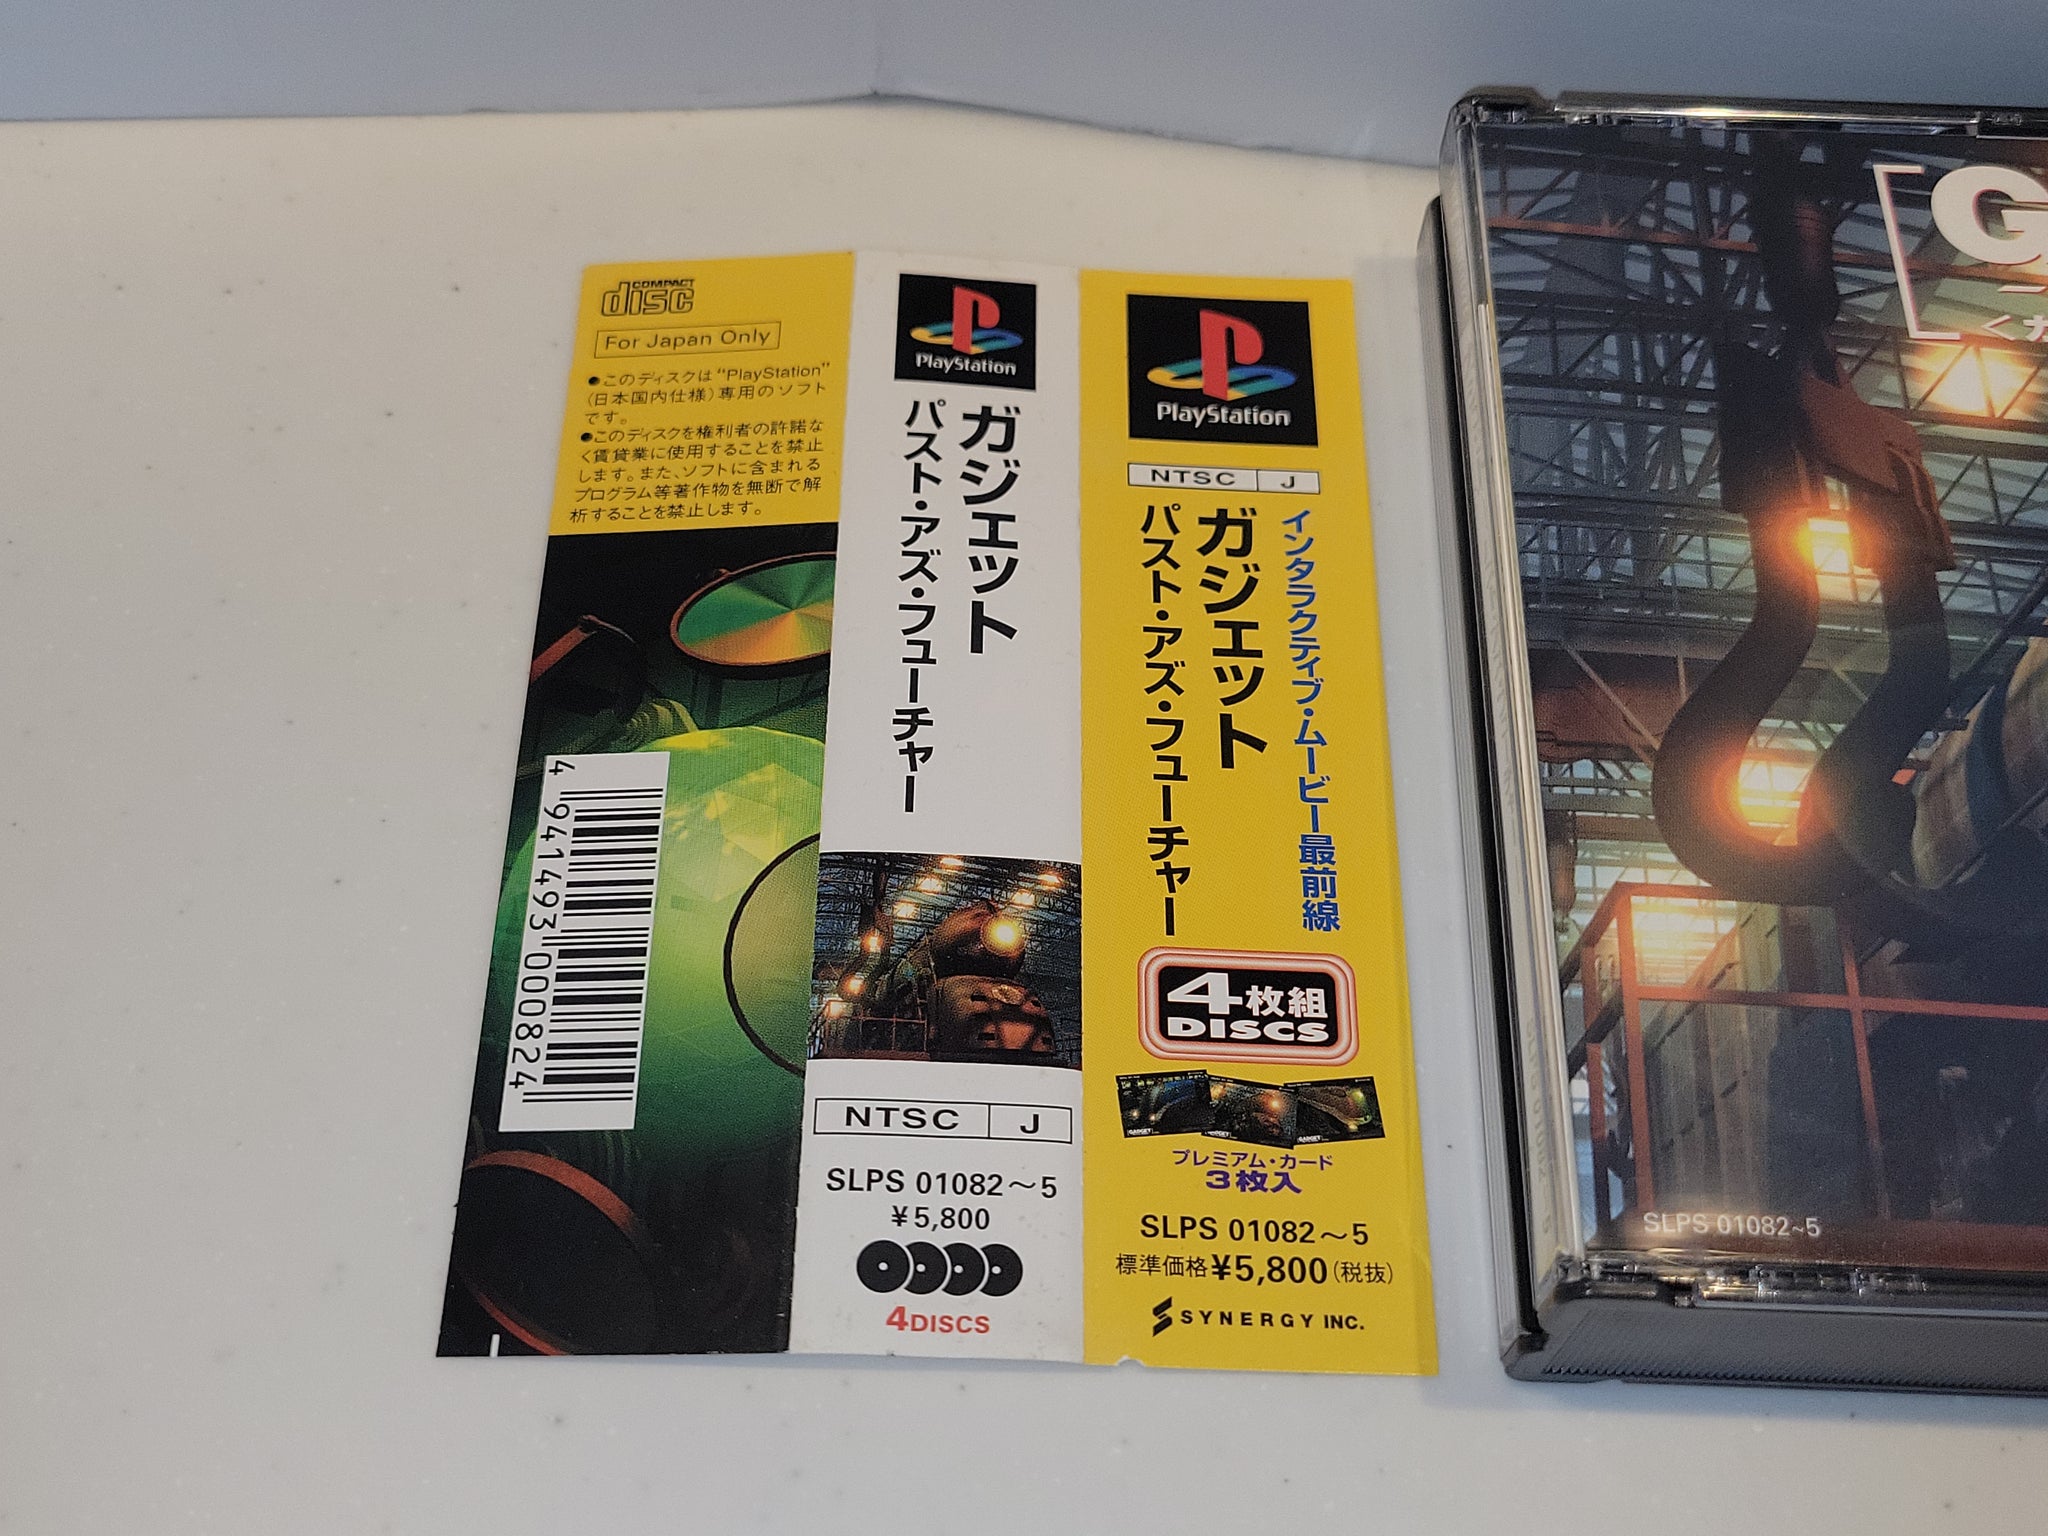 COMPACT
disc
For Japan Only
●このディスクは“PlayStation”
(日本国内仕様)専用のソフト
です。
●このディスクを権利者の許諾な
く賃貸業に使用することを禁止
します。また、ソフトに含まれる
プログラム等著作物を無断で解
析することを禁止します。
4 941493 000824
PlayStation
ガジェット
パスト・アズ・フューチャー
NTSC J
SLPS 01082～5
¥5,800
4DISCS
PlayStation
NTSC J
インタラクティブ・ムービー最前線
ガジェット
パスト・アズ・フューチャー
4枚組
DISCS
プレミアム・カード
3枚入
SLPS 01082～5
標準価格¥5,800(税抜)
SYNERGY INC.
[G
<ガ
SLPS 01082~5